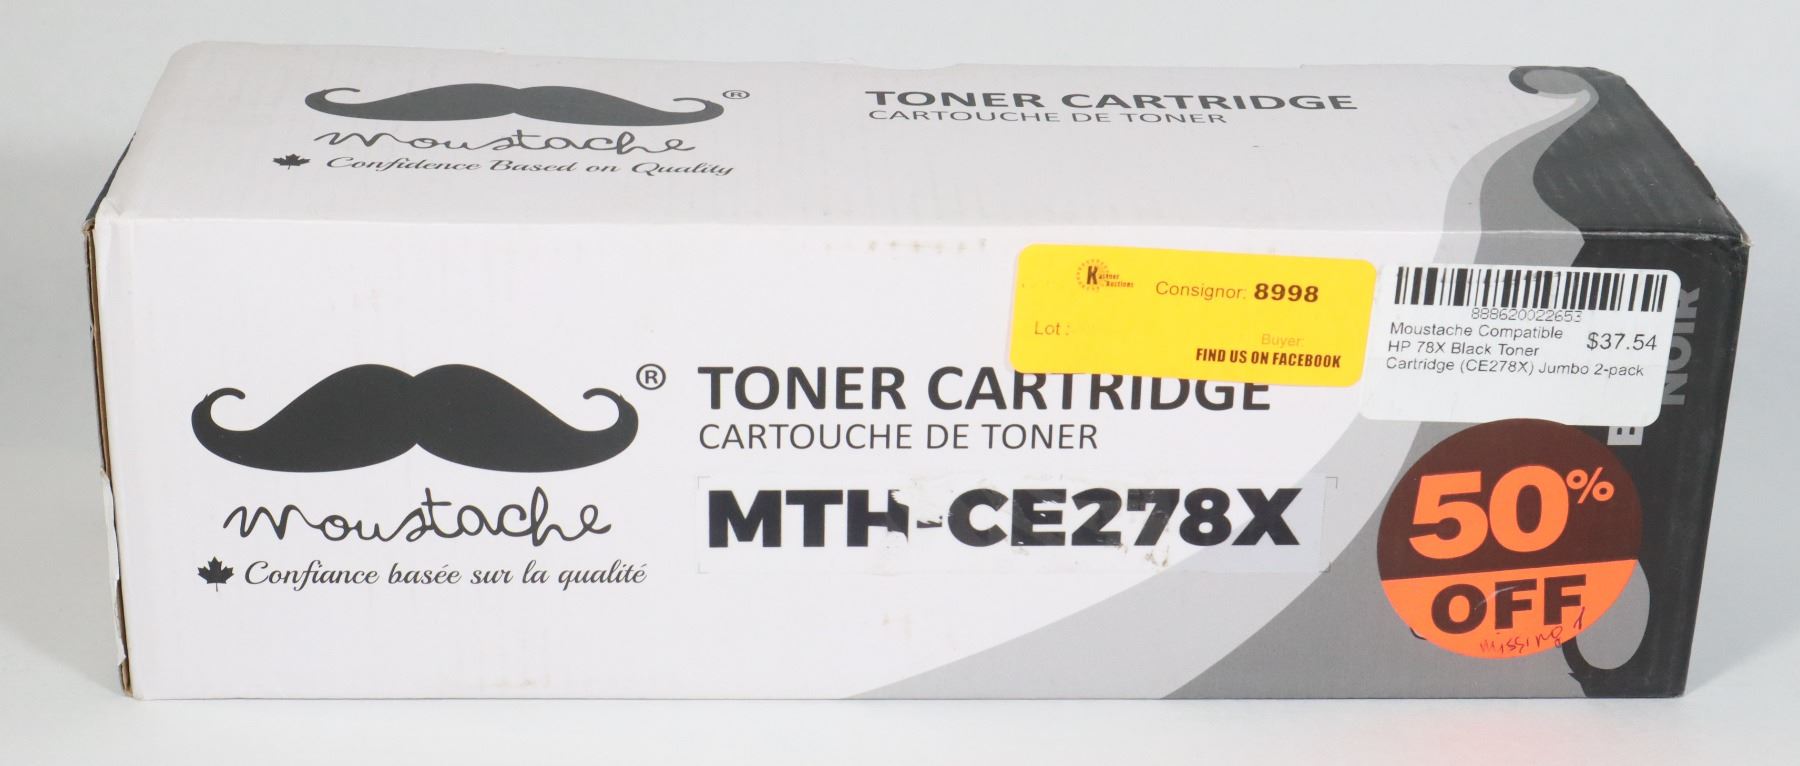 moustache ®
Confidence Based on Quality
TONER CARTRIDGE
CARTOUCHE DE TONER
moustache ®
Confiance basée sur la qualité
TONER CARTRIDGE
CARTOUCHE DE TONER
MTH-CE278X
Kastner
Auctions
Consignor: 8998
Lot :
Buyer:
FIND US ON FACEBOOK
888620022653
Moustache Compatible
HP 78X Black Toner
Cartridge (CE278X) Jumbo 2-pack
$37.54
NOIR
50%
OFF
missing 1